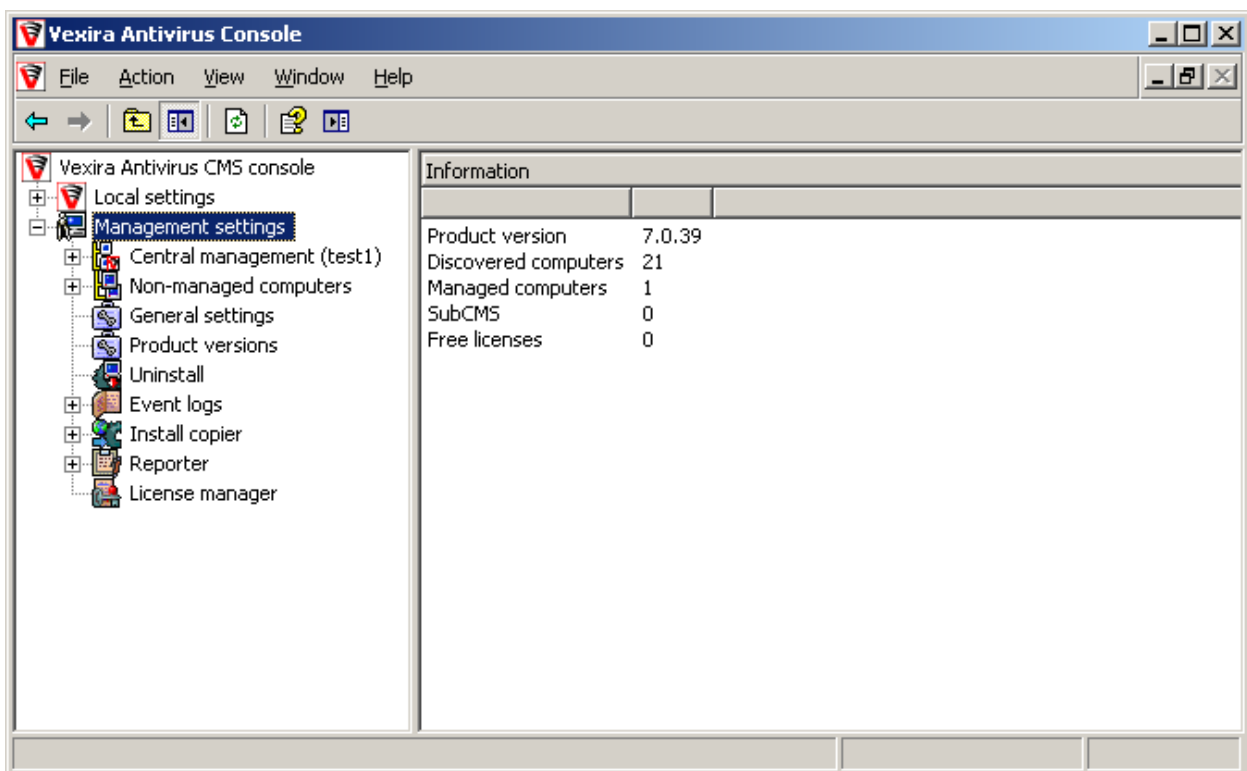 Vexira Antivirus Console
File Action View Window Help
Vexira Antivirus CMS console
Local settings
Management settings
Central management (test1)
Non-managed computers
General settings
Product versions
Uninstall
Event logs
Install copier
Reporter
License manager
Information
Product version 7.0.39
Discovered computers 21
Managed computers 1
SubCMS 0
Free licenses 0